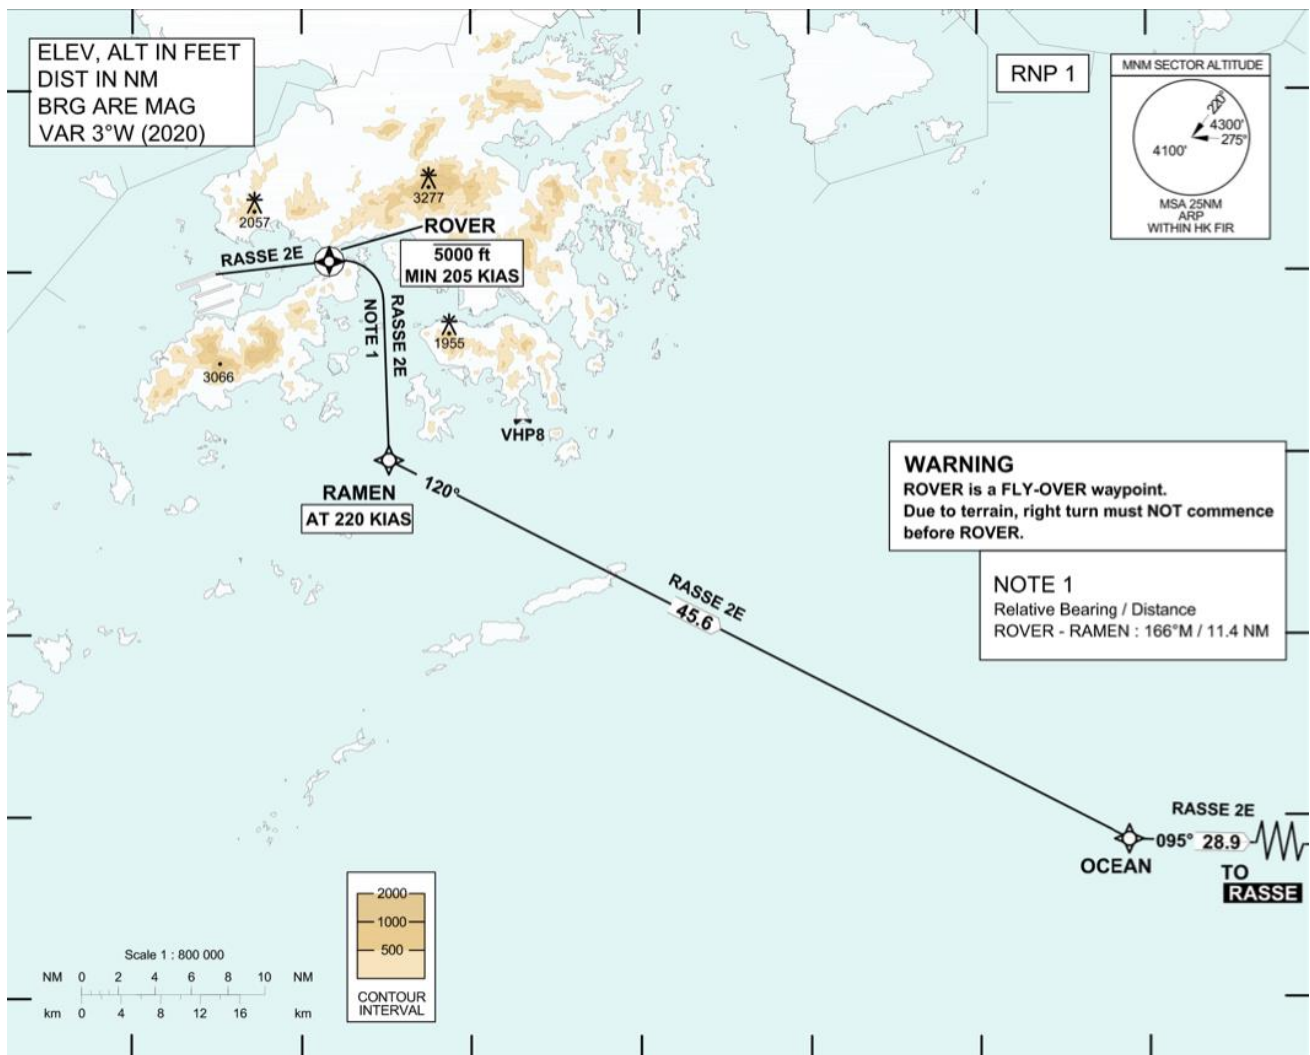 ELEV, ALT IN FEET
DIST IN NM
BRG ARE MAG
VAR 3°W (2020)
RNP 1
MNM SECTOR ALTITUDE
220°
4300'
275°
4100'
MSA 25NM
ARP
WITHIN HK FIR
3277
2057
ROVER
5000 ft
MIN 205 KIAS
RASSE 2E
RASSE 2E
NOTE 1
1955
3066
VHP8
RAMEN
AT 220 KIAS
120°
WARNING
ROVER is a FLY-OVER waypoint.
Due to terrain, right turn must NOT commence
before ROVER.
NOTE 1
Relative Bearing / Distance
ROVER - RAMEN : 166°M / 11.4 NM
RASSE 2E
45.6
RASSE 2E
095° 28.9
OCEAN
TO
RASSE
2000
1000
500
CONTOUR
INTERVAL
Scale 1 : 800 000
NM 0 2 4 6 8 10 NM
km 0 4 8 12 16 km